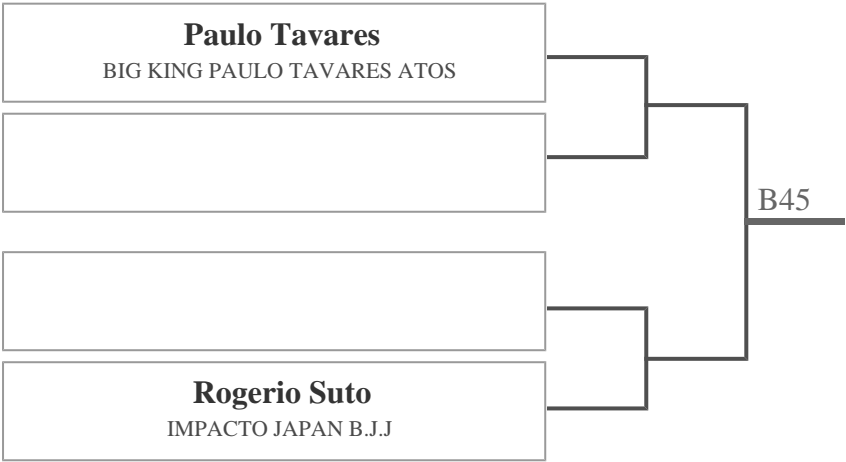 Paulo Tavares
BIG KING PAULO TAVARES ATOS
B45
Rogerio Suto
IMPACTO JAPAN B.J.J